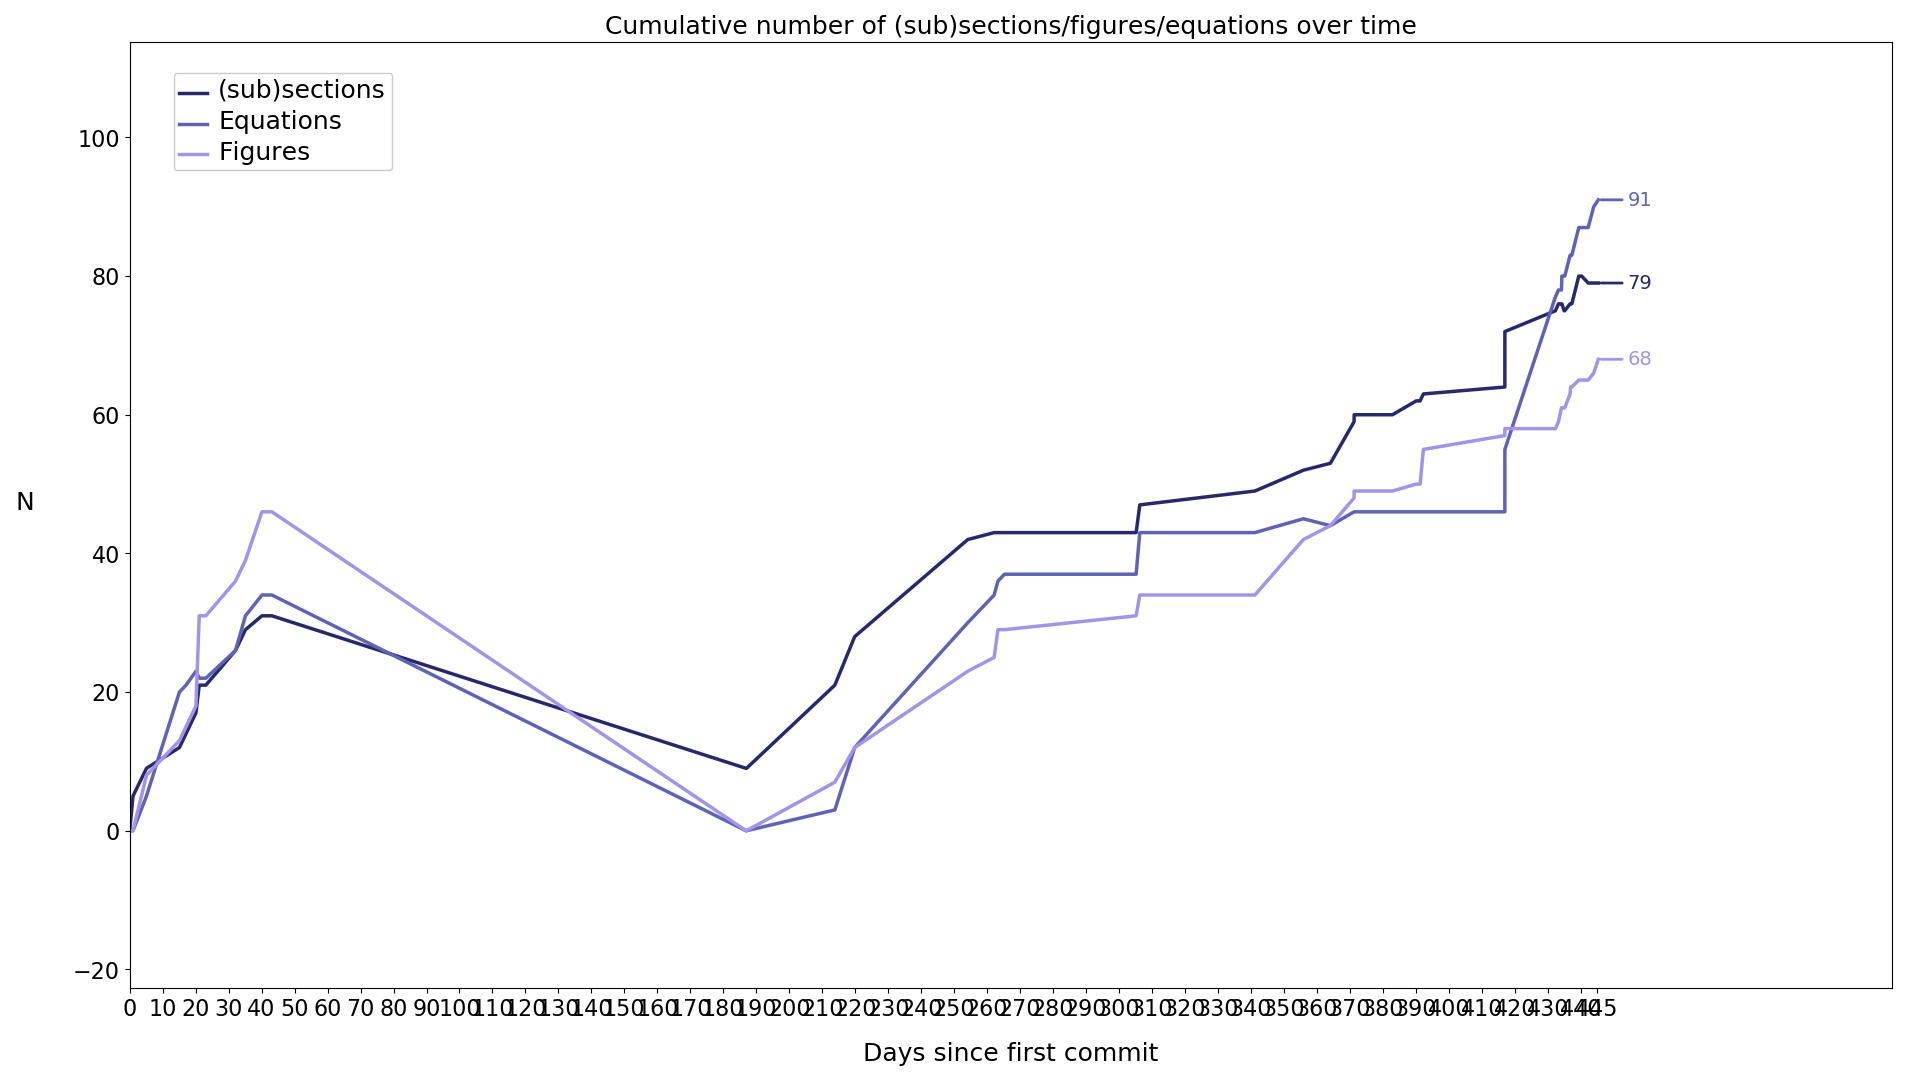 Cumulative number of (sub)sections/figures/equations over time
(sub)sections
Equations
Figures
100
80
60
40
20
0
−20
N
91
79
68
0 10 20 30 40 50 60 70 80 90 100 110 120 130 140 150 160 170 180 190 200 210 220 230 240 250 260 270 280 290 300 310 320 330 340 350 360 370 380 390 400 410 420 430 440 445
Days since first commit